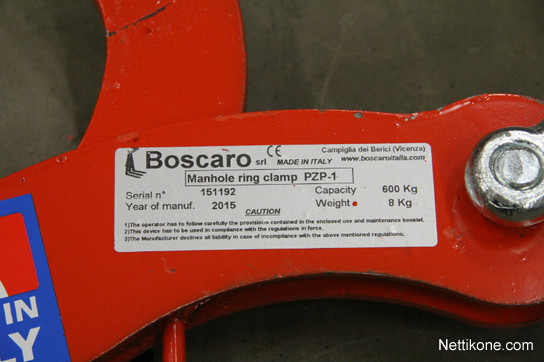 Boscaro srl CE MADE IN ITALY
Campiglia dei Berici (Vicenza)
www.boscaroitalia.com
Manhole ring clamp PZP-1
Serial n° 151192 Capacity 600 Kg
Year of manuf. 2015 Weight 8 Kg
CAUTION
1)The operator has to follow carefully the provisions contained in the enclosed use and maintenance booklet.
2)This device has to be used in compliance with the regulations in force.
3)The Manufacturer declines all liability in case of incompliance with the above mentioned regulations.
IN
LY
Nettikone.com